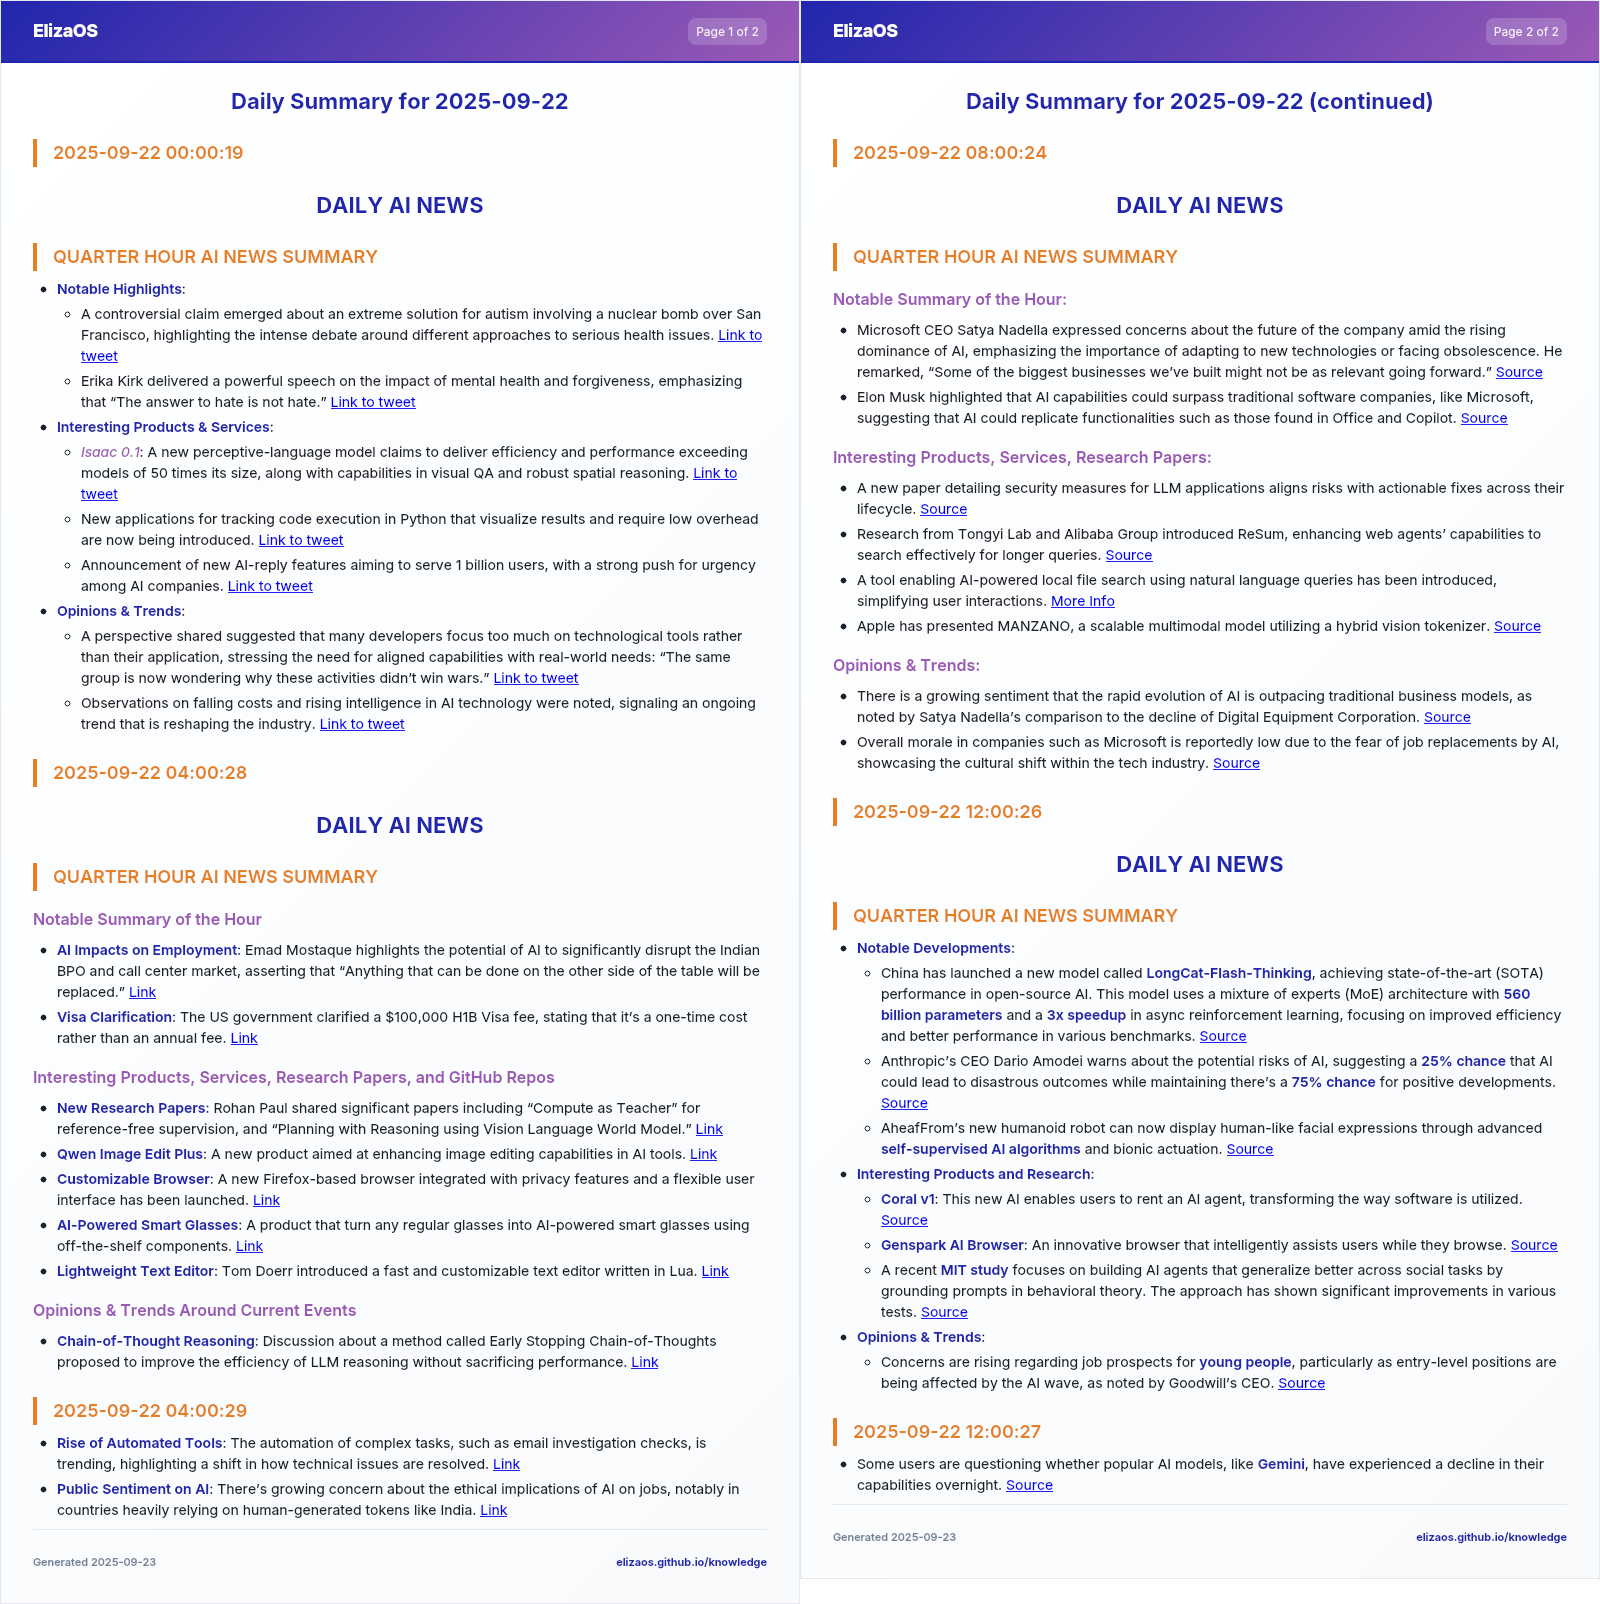 ElizaOS
Page 1 of 2
Daily Summary for 2025-09-22
2025-09-22 00:00:19
DAILY AI NEWS
QUARTER HOUR AI NEWS SUMMARY
Notable Highlights:
A controversial claim emerged about an extreme solution for autism involving a nuclear bomb over San
Francisco, highlighting the intense debate around different approaches to serious health issues. Link to
tweet
Erika Kirk delivered a powerful speech on the impact of mental health and forgiveness, emphasizing
that “The answer to hate is not hate.” Link to tweet
Interesting Products & Services:
Isaac 0.1: A new perceptive-language model claims to deliver efficiency and performance exceeding
models of 50 times its size, along with capabilities in visual QA and robust spatial reasoning. Link to
tweet
New applications for tracking code execution in Python that visualize results and require low overhead
are now being introduced. Link to tweet
Announcement of new AI-reply features aiming to serve 1 billion users, with a strong push for urgency
among AI companies. Link to tweet
Opinions & Trends:
A perspective shared suggested that many developers focus too much on technological tools rather
than their application, stressing the need for aligned capabilities with real-world needs: “The same
group is now wondering why these activities didn’t win wars.” Link to tweet
Observations on falling costs and rising intelligence in AI technology were noted, signaling an ongoing
trend that is reshaping the industry. Link to tweet
2025-09-22 04:00:28
DAILY AI NEWS
QUARTER HOUR AI NEWS SUMMARY
Notable Summary of the Hour
AI Impacts on Employment: Emad Mostaque highlights the potential of AI to significantly disrupt the Indian
BPO and call center market, asserting that “Anything that can be done on the other side of the table will be
replaced.” Link
Visa Clarification: The US government clarified a $100,000 H1B Visa fee, stating that it’s a one-time cost
rather than an annual fee. Link
Interesting Products, Services, Research Papers, and GitHub Repos
New Research Papers: Rohan Paul shared significant papers including “Compute as Teacher” for
reference-free supervision, and “Planning with Reasoning using Vision Language World Model.” Link
Qwen Image Edit Plus: A new product aimed at enhancing image editing capabilities in AI tools. Link
Customizable Browser: A new Firefox-based browser integrated with privacy features and a flexible user
interface has been launched. Link
AI-Powered Smart Glasses: A product that turn any regular glasses into AI-powered smart glasses using
off-the-shelf components. Link
Lightweight Text Editor: Tom Doerr introduced a fast and customizable text editor written in Lua. Link
Opinions & Trends Around Current Events
Chain-of-Thought Reasoning: Discussion about a method called Early Stopping Chain-of-Thoughts
proposed to improve the efficiency of LLM reasoning without sacrificing performance. Link
2025-09-22 04:00:29
Rise of Automated Tools: The automation of complex tasks, such as email investigation checks, is
trending, highlighting a shift in how technical issues are resolved. Link
Public Sentiment on AI: There’s growing concern about the ethical implications of AI on jobs, notably in
countries heavily relying on human-generated tokens like India. Link
Generated 2025-09-23
elizaos.github.io/knowledge
ElizaOS
Page 2 of 2
Daily Summary for 2025-09-22 (continued)
2025-09-22 08:00:24
DAILY AI NEWS
QUARTER HOUR AI NEWS SUMMARY
Notable Summary of the Hour:
Microsoft CEO Satya Nadella expressed concerns about the future of the company amid the rising
dominance of AI, emphasizing the importance of adapting to new technologies or facing obsolescence. He
remarked, “Some of the biggest businesses we’ve built might not be as relevant going forward.” Source
Elon Musk highlighted that AI capabilities could surpass traditional software companies, like Microsoft,
suggesting that AI could replicate functionalities such as those found in Office and Copilot. Source
Interesting Products, Services, Research Papers:
A new paper detailing security measures for LLM applications aligns risks with actionable fixes across their
lifecycle. Source
Research from Tongyi Lab and Alibaba Group introduced ReSum, enhancing web agents’ capabilities to
search effectively for longer queries. Source
A tool enabling AI-powered local file search using natural language queries has been introduced,
simplifying user interactions. More Info
Apple has presented MANZANO, a scalable multimodal model utilizing a hybrid vision tokenizer. Source
Opinions & Trends:
There is a growing sentiment that the rapid evolution of AI is outpacing traditional business models, as
noted by Satya Nadella’s comparison to the decline of Digital Equipment Corporation. Source
Overall morale in companies such as Microsoft is reportedly low due to the fear of job replacements by AI,
showcasing the cultural shift within the tech industry. Source
2025-09-22 12:00:26
DAILY AI NEWS
QUARTER HOUR AI NEWS SUMMARY
Notable Developments:
China has launched a new model called LongCat-Flash-Thinking, achieving state-of-the-art (SOTA)
performance in open-source AI. This model uses a mixture of experts (MoE) architecture with 560
billion parameters and a 3x speedup in async reinforcement learning, focusing on improved efficiency
and better performance in various benchmarks. Source
Anthropic’s CEO Dario Amodei warns about the potential risks of AI, suggesting a 25% chance that AI
could lead to disastrous outcomes while maintaining there’s a 75% chance for positive developments.
Source
AheafFrom’s new humanoid robot can now display human-like facial expressions through advanced
self-supervised AI algorithms and bionic actuation. Source
Interesting Products and Research:
Coral v1: This new AI enables users to rent an AI agent, transforming the way software is utilized.
Source
Genspark AI Browser: An innovative browser that intelligently assists users while they browse. Source
A recent MIT study focuses on building AI agents that generalize better across social tasks by
grounding prompts in behavioral theory. The approach has shown significant improvements in various
tests. Source
Opinions & Trends:
Concerns are rising regarding job prospects for young people, particularly as entry-level positions are
being affected by the AI wave, as noted by Goodwill’s CEO. Source
2025-09-22 12:00:27
Some users are questioning whether popular AI models, like Gemini, have experienced a decline in their
capabilities overnight. Source
Generated 2025-09-23
elizaos.github.io/knowledge